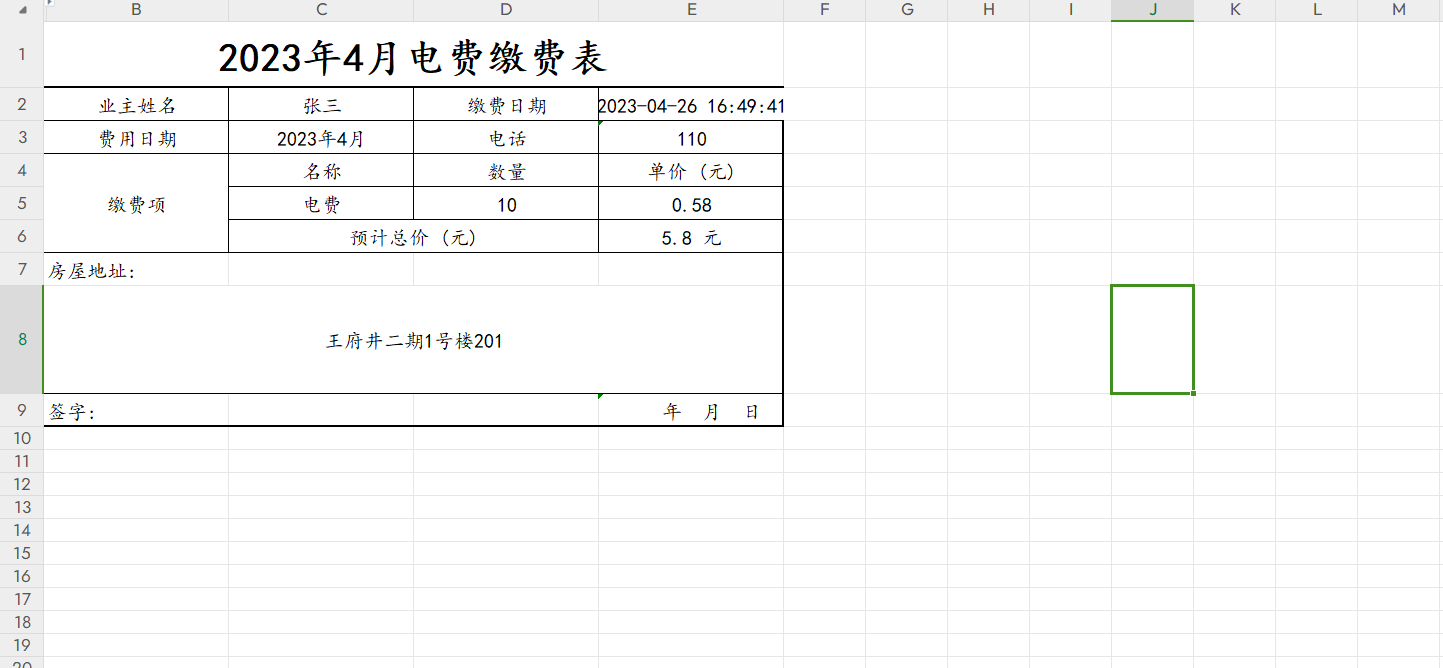 B C D E F G H I J K L M
1 2023年4月电费缴费表
2 业主姓名 张三 缴费日期 2023-04-26 16:49:41
3 费用日期 2023年4月 电话 110
4 名称 数量 单价 (元)
5 缴费项 电费 10 0.58
6 预计总价 (元) 5.8 元
7 房屋地址:
8 王府井二期1号楼201
9 签字: 年 月 日
10
11
12
13
14
15
16
17
18
19
20